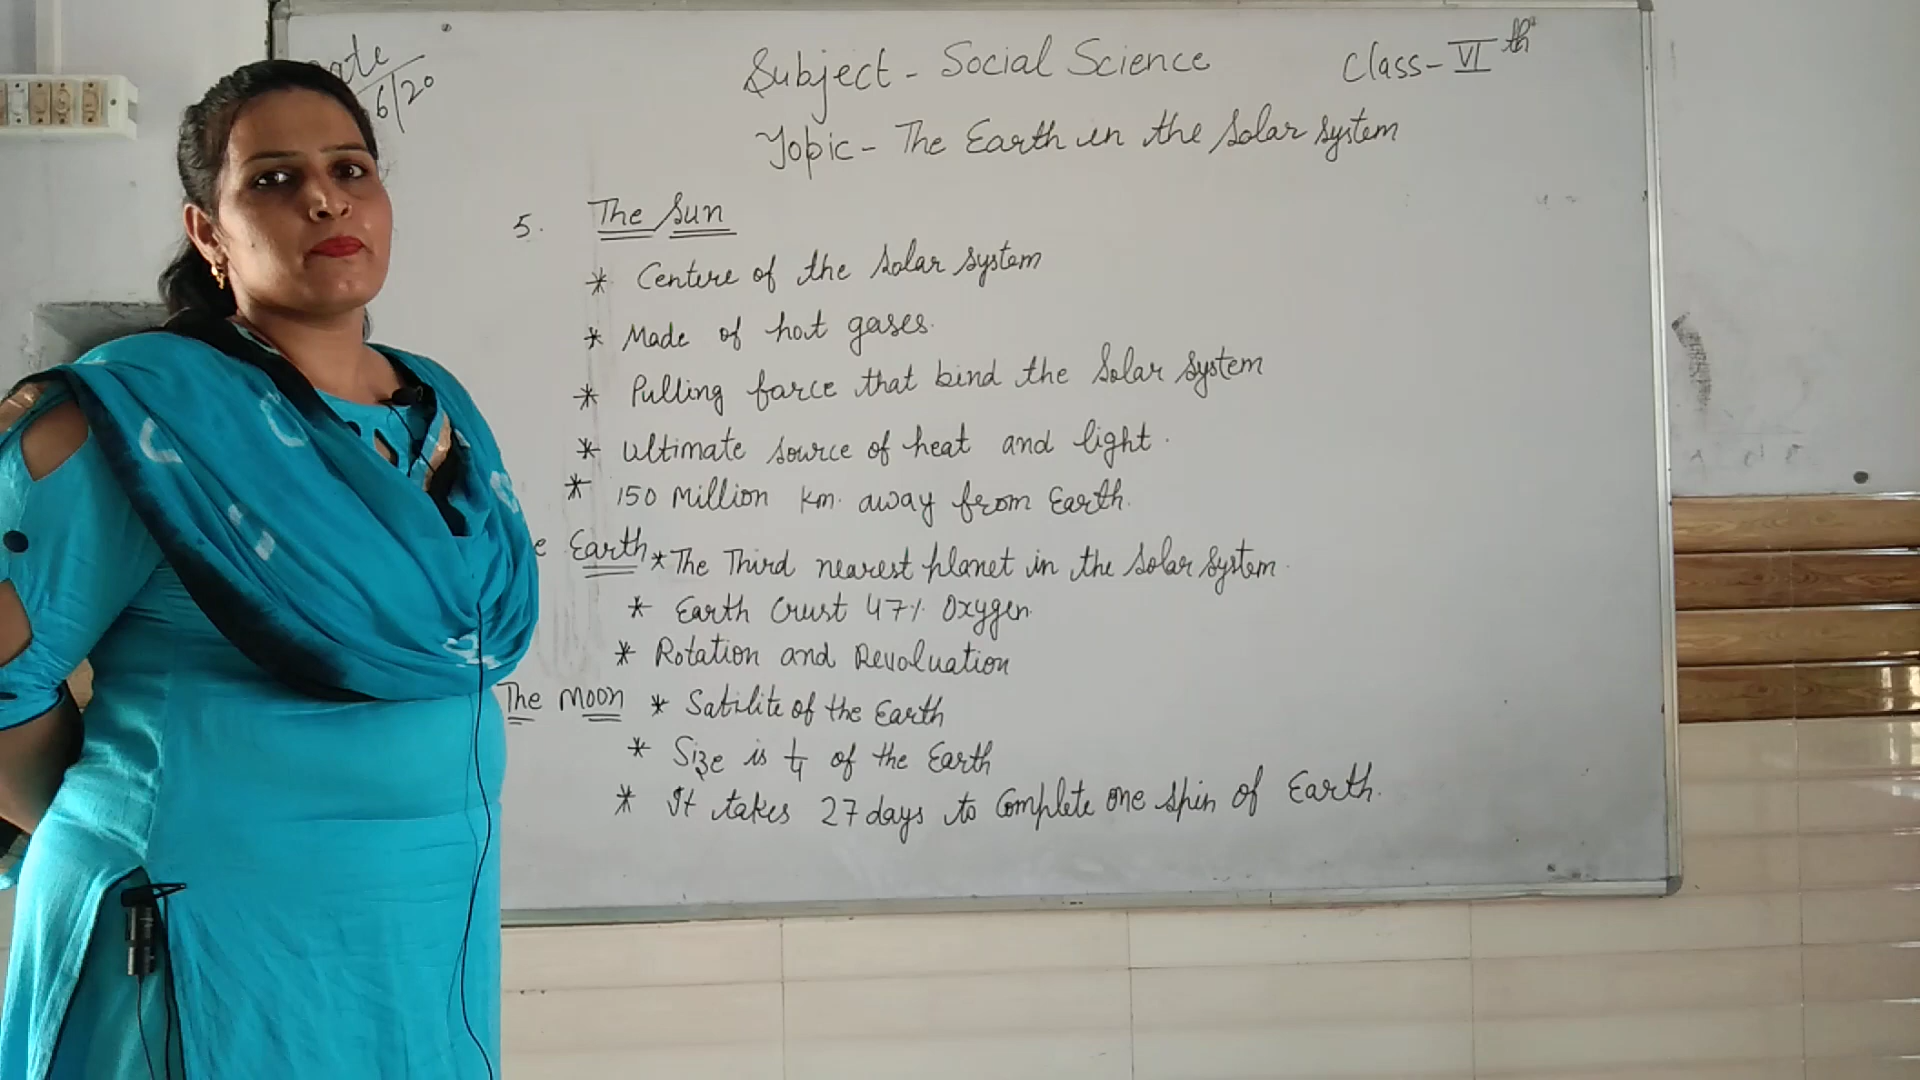 Date
6/20
Subject - Social Science
Class - VI th
Topic - The Earth in the Solar System
5. The Sun
* Centere of the Solar System
* Made of hot gases.
* Pulling farce that bind the Solar System
* Ultimate source of heat and light.
* 150 Million km. away from Earth.
e Earth * The Third nearest planet in the Solar System.
* Earth Crust 47% Oxygen.
* Rotation and Revoluation
The Moon * Satilite of the Earth
* Size is 1/4 of the Earth
* It takes 27 days to Complete one spin of Earth.